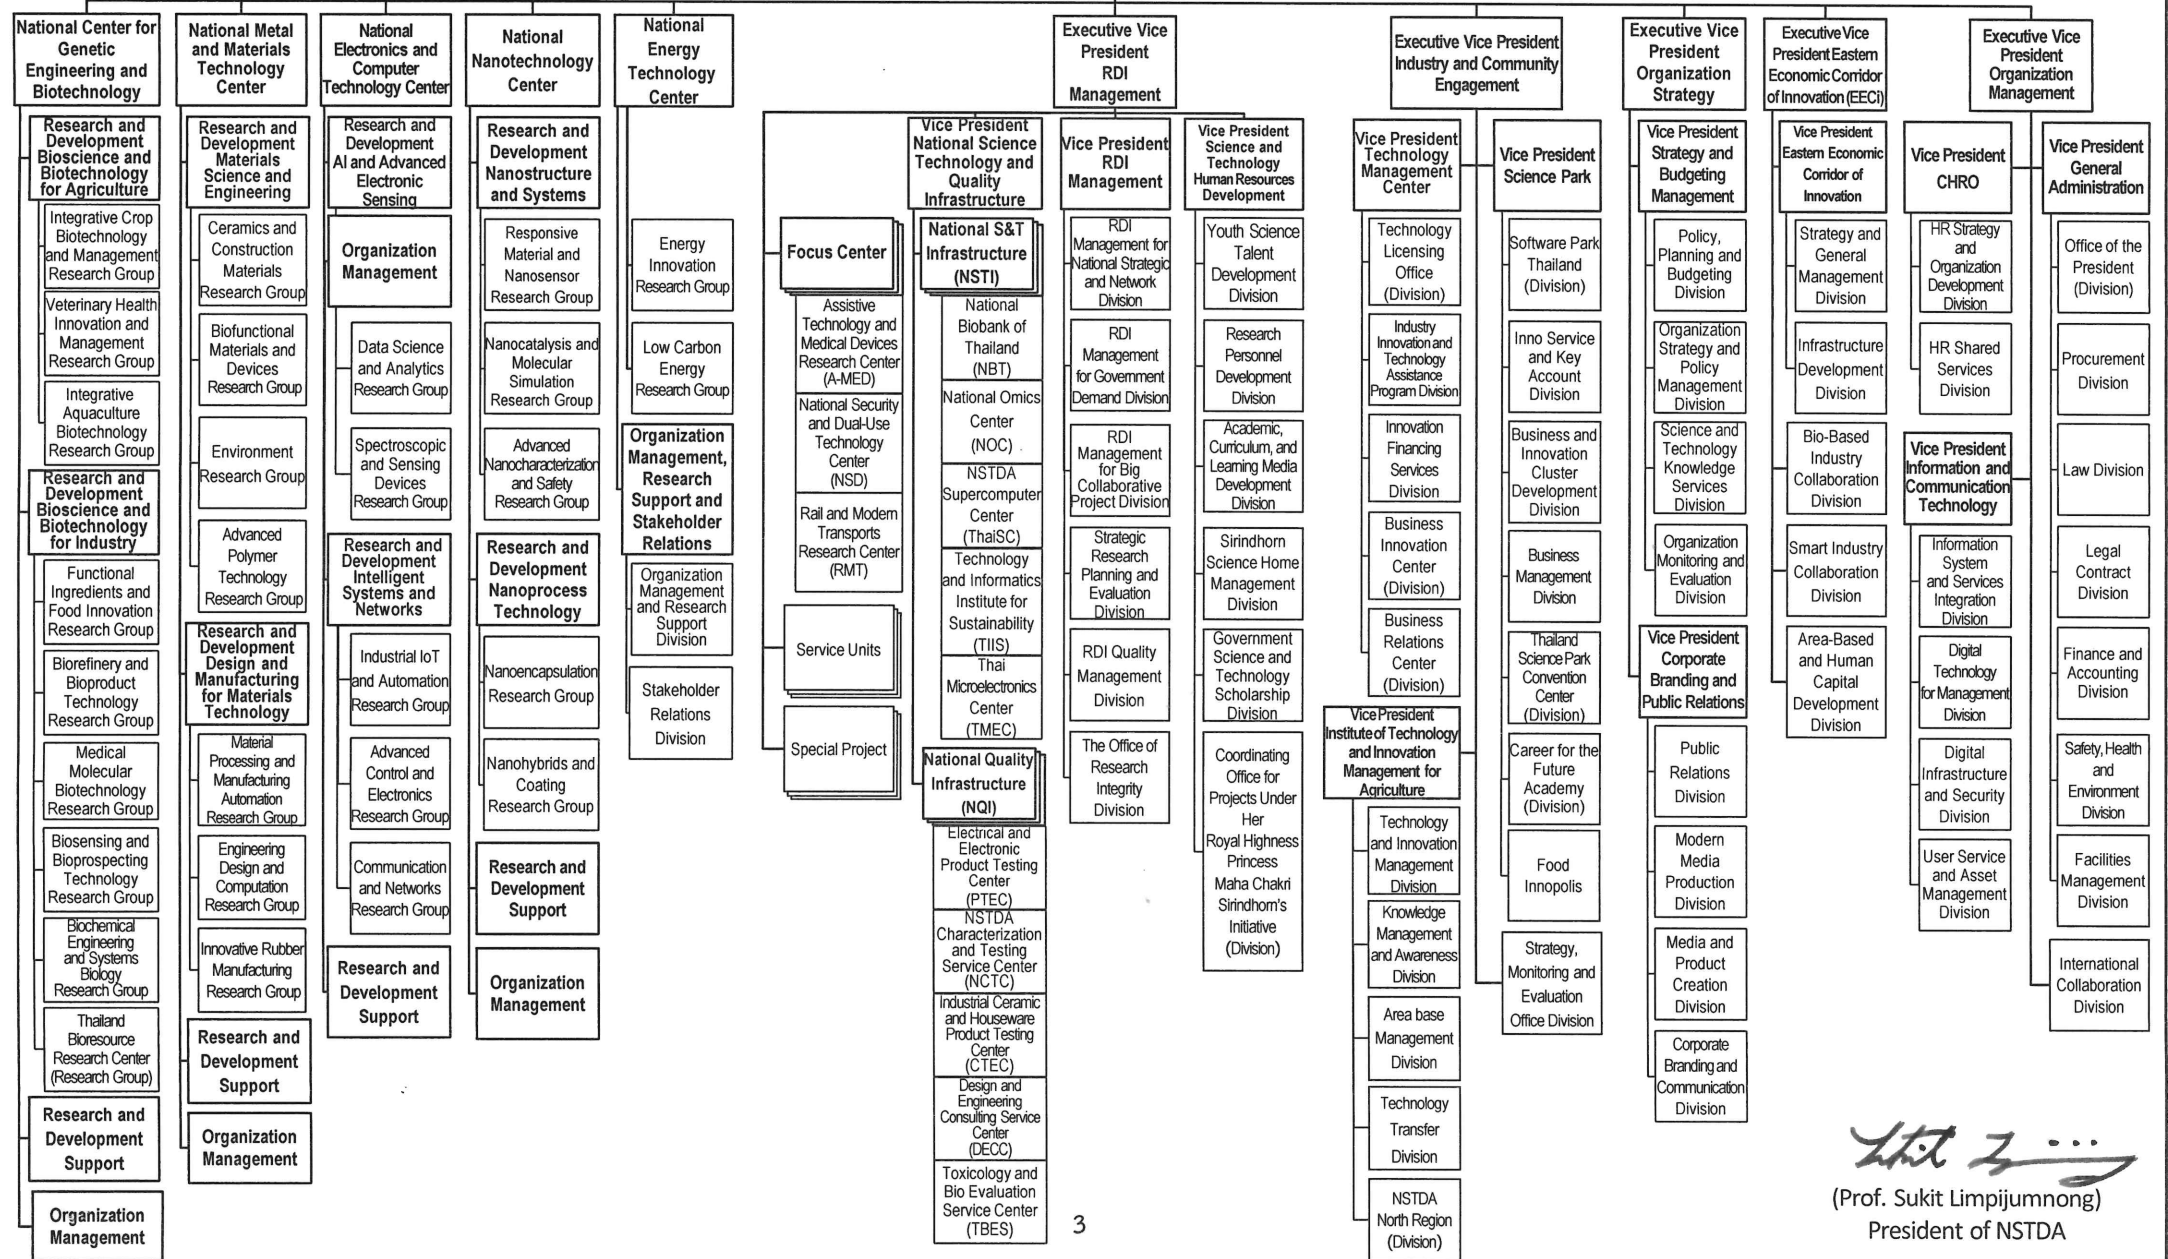 National Center for
Genetic
Engineering and
Biotechnology
Research and
Development
Bioscience and
Biotechnology
for Agriculture
Integrative Crop
Biotechnology
and Management
Research Group
Veterinary Health
Innovation and
Management
Research Group
Integrative
Aquaculture
Biotechnology
Research Group
Research and
Development
Bioscience and
Biotechnology
for Industry
Functional
Ingredients and
Food Innovation
Research Group
Biorefinery and
Bioproduct
Technology
Research Group
Medical
Molecular
Biotechnology
Research Group
Biosensing and
Bioprospecting
Technology
Research Group
Biochemical
Engineering
and Systems
Biology
Research Group
Thailand
Bioresource
Research Center
(Research Group)
Research and
Development
Support
Organization
Management
National Metal
and Materials
Technology
Center
Research and
Development
Materials
Science and
Engineering
Ceramics and
Construction
Materials
Research Group
Biofunctional
Materials and
Devices
Research Group
Environment
Research Group
Advanced
Polymer
Technology
Research Group
Research and
Development
Design and
Manufacturing
for Materials
Technology
Material
Processing and
Manufacturing
Automation
Research Group
Engineering
Design and
Computation
Research Group
Innovative Rubber
Manufacturing
Research Group
Research and
Development
Support
Organization
Management
National
Electronics and
Computer
Technology Center
Research and
Development
AI and Advanced
Electronic
Sensing
Organization
Management
Data Science
and Analytics
Research Group
Spectroscopic
and Sensing
Devices
Research Group
Research and
Development
Intelligent
Systems and
Networks
Industrial IoT
and Automation
Research Group
Advanced
Control and
Electronics
Research Group
Communication
and Networks
Research Group
Research and
Development
Support
National
Nanotechnology
Center
Research and
Development
Nanostructure
and Systems
Responsive
Material and
Nanosensor
Research Group
Nanocatalysis and
Molecular
Simulation
Research Group
Advanced
Nanocharacterization
and Safety
Research Group
Research and
Development
Nanoprocess
Technology
Nanoencapsulation
Research Group
Nanohybrids and
Coating
Research Group
Research and
Development
Support
Organization
Management
National
Energy
Technology
Center
Energy
Innovation
Research Group
Low Carbon
Energy
Research Group
Organization
Management,
Research
Support and
Stakeholder
Relations
Organization
Management
and Research
Support
Division
Stakeholder
Relations
Division
Executive Vice
President
RDI
Management
Focus Center
Assistive
Technology and
Medical Devices
Research Center
(A-MED)
National Security
and Dual-Use
Technology
Center
(NSD)
Rail and Modern
Transports
Research Center
(RMT)
Service Units
Special Project
Vice President
National Science
Technology and
Quality
Infrastructure
National S&T
Infrastructure
(NSTI)
National
Biobank of
Thailand
(NBT)
National Omics
Center
(NOC)
NSTDA
Supercomputer
Center
(ThaiSC)
Technology
and Informatics
Institute for
Sustainability
(TIIS)
Thai
Microelectronics
Center
(TMEC)
National Quality
Infrastructure
(NQI)
Electrical and
Electronic
Product Testing
Center
(PTEC)
NSTDA
Characterization
and Testing
Service Center
(NCTC)
Industrial Ceramic
and Houseware
Product Testing
Center
(CTEC)
Design and
Engineering
Consulting Service
Center
(DECC)
Toxicology and
Bio Evaluation
Service Center
(TBES)
Vice President
RDI
Management
RDI
Management for
National Strategic
and Network
Division
RDI
Management
for Government
Demand Division
RDI
Management
for Big
Collaborative
Project Division
Strategic
Research
Planning and
Evaluation
Division
RDI Quality
Management
Division
The Office of
Research
Integrity
Division
Vice President
Science and
Technology
Human Resources
Development
Youth Science
Talent
Development
Division
Research
Personnel
Development
Division
Academic,
Curriculum, and
Learning Media
Development
Division
Sirindhorn
Science Home
Management
Division
Government
Science and
Technology
Scholarship
Division
Coordinating
Office for
Projects Under
Her
Royal Highness
Princess
Maha Chakri
Sirindhorn's
Initiative
(Division)
Executive Vice President
Industry and Community
Engagement
Vice President
Technology
Management
Center
Technology
Licensing
Office
(Division)
Industry
Innovation and
Technology
Assistance
Program Division
Innovation
Financing
Services
Division
Business
Innovation
Center
(Division)
Business
Relations
Center
(Division)
Vice President
Institute of Technology
and Innovation
Management for
Agriculture
Technology
and Innovation
Management
Division
Knowledge
Management
and Awareness
Division
Area base
Management
Division
Technology
Transfer
Division
NSTDA
North Region
(Division)
Vice President
Science Park
Software Park
Thailand
(Division)
Inno Service
and Key
Account
Division
Business and
Innovation
Cluster
Development
Division
Business
Management
Division
Thailand
Science Park
Convention
Center
(Division)
Career for the
Future
Academy
(Division)
Food
Innopolis
Strategy,
Monitoring and
Evaluation
Office Division
Executive Vice
President
Organization
Strategy
Vice President
Strategy and
Budgeting
Management
Policy,
Planning and
Budgeting
Division
Organization
Strategy and
Policy
Management
Division
Science and
Technology
Knowledge
Services
Division
Organization
Monitoring and
Evaluation
Division
Vice President
Corporate
Branding and
Public Relations
Public
Relations
Division
Modern
Media
Production
Division
Media and
Product
Creation
Division
Corporate
Branding and
Communication
Division
Executive Vice
President Eastern
Economic Corridor
of Innovation (EECi)
Vice President
Eastern Economic
Corridor of
Innovation
Strategy and
General
Management
Division
Infrastructure
Development
Division
Bio-Based
Industry
Collaboration
Division
Smart Industry
Collaboration
Division
Area-Based
and Human
Capital
Development
Division
Executive Vice
President
Organization
Management
Vice President
CHRO
HR Strategy
and
Organization
Development
Division
HR Shared
Services
Division
Vice President
Information and
Communication
Technology
Information
System
and Services
Integration
Division
Digital
Technology
for Management
Division
Digital
Infrastructure
and Security
Division
User Service
and Asset
Management
Division
Vice President
General
Administration
Office of the
President
(Division)
Procurement
Division
Law Division
Legal
Contract
Division
Finance and
Accounting
Division
Safety, Health
and
Environment
Division
Facilities
Management
Division
International
Collaboration
Division
(Prof. Sukit Limpijumnong)
President of NSTDA
3